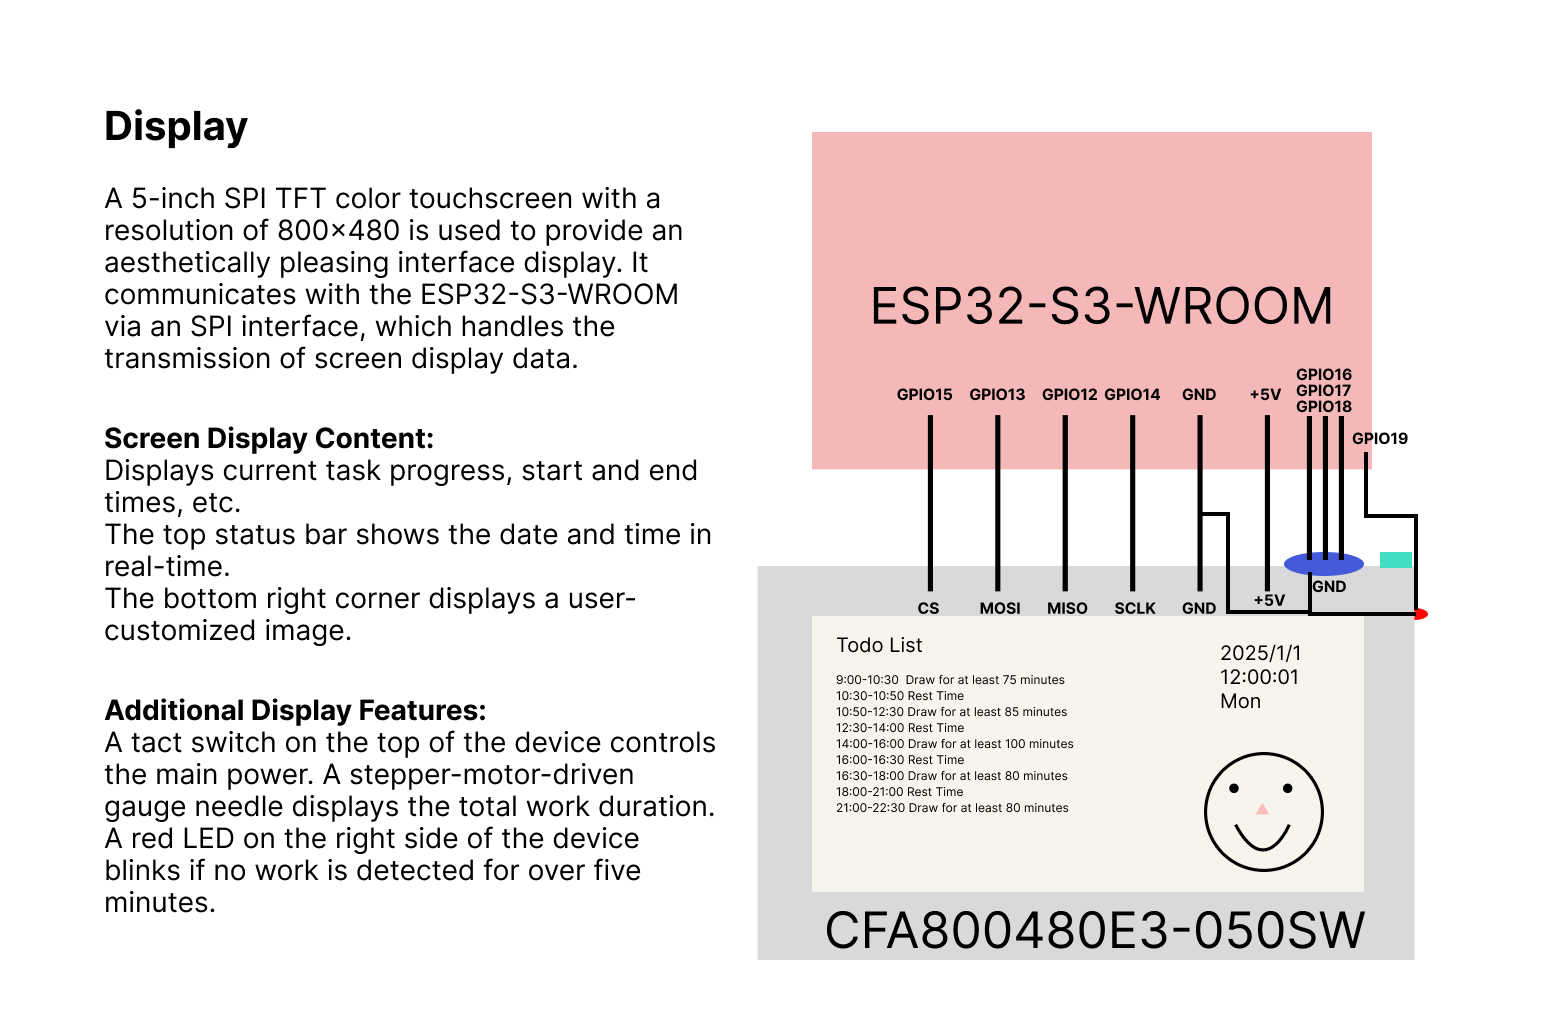 Display
A 5-inch SPI TFT color touchscreen with a
resolution of 800×480 is used to provide an
aesthetically pleasing interface display. It
communicates with the ESP32-S3-WROOM
via an SPI interface, which handles the
transmission of screen display data.
Screen Display Content:
Displays current task progress, start and end
times, etc.
The top status bar shows the date and time in
real-time.
The bottom right corner displays a user-
customized image.
Additional Display Features:
A tact switch on the top of the device controls
the main power. A stepper-motor-driven
gauge needle displays the total work duration.
A red LED on the right side of the device
blinks if no work is detected for over five
minutes.
ESP32-S3-WROOM
GPIO15 GPIO13 GPIO12 GPIO14 GND +5V
GPIO16
GPIO17
GPIO18
GPIO19
CS MOSI MISO SCLK GND +5V
GND
Todo List
9:00-10:30 Draw for at least 75 minutes
10:30-10:50 Rest Time
10:50-12:30 Draw for at least 85 minutes
12:30-14:00 Rest Time
14:00-16:00 Draw for at least 100 minutes
16:00-16:30 Rest Time
16:30-18:00 Draw for at least 80 minutes
18:00-21:00 Rest Time
21:00-22:30 Draw for at least 80 minutes
2025/1/1
12:00:01
Mon
CFA800480E3-050SW